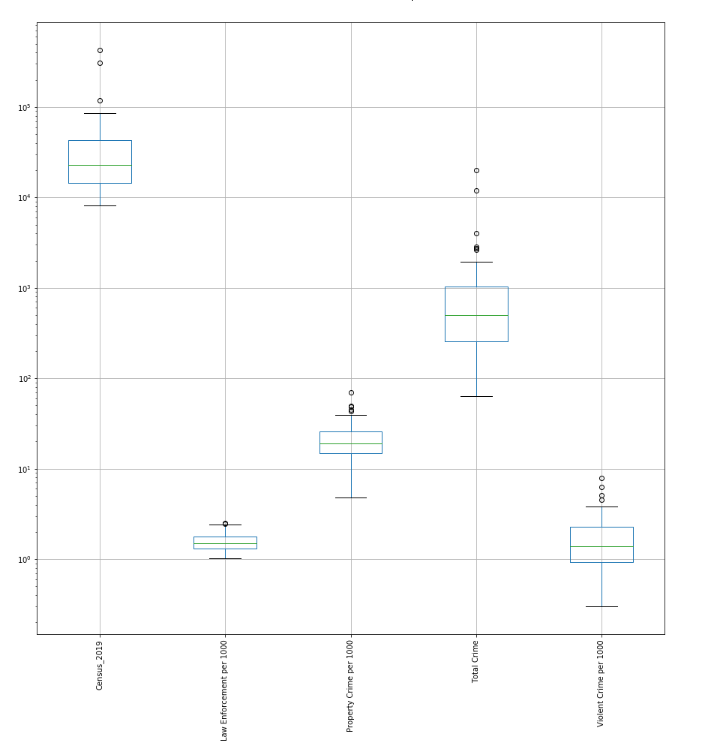 10⁵
10⁴
10³
10²
10¹
10⁰
Census_2019
Law Enforcement per 1000
Property Crime per 1000
Total Crime
Violent Crime per 1000